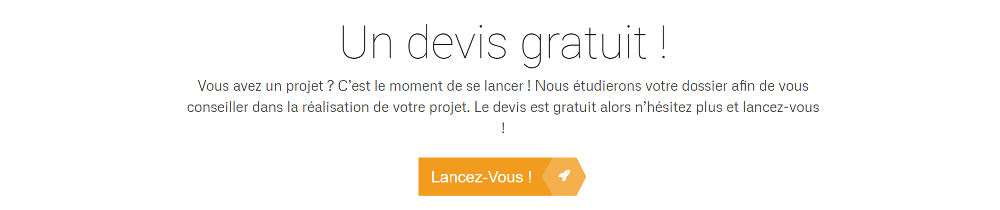 Un devis gratuit !
Vous avez un projet ? C’est le moment de se lancer ! Nous étudierons votre dossier afin de vous
conseiller dans la réalisation de votre projet. Le devis est gratuit alors n’hésitez plus et lancez-vous
!
Lancez-Vous !